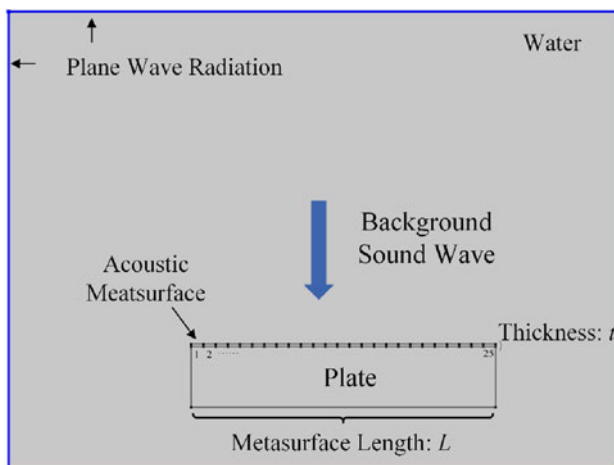 Water
Plane Wave Radiation
Background
Sound Wave
Acoustic
Meatsurface
Thickness: t
1 2 ...... 25
Plate
Metasurface Length: L